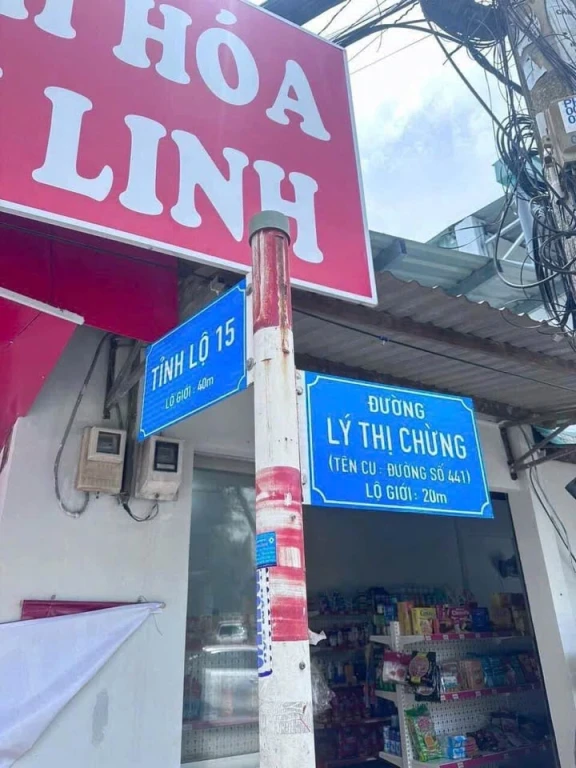 HÓA
LINH
TỈNH LỘ 15
LỘ GIỚI : 40m
ĐƯỜNG
LÝ THỊ CHỪNG
(TÊN CŨ : ĐƯỜNG SỐ 441)
LỘ GIỚI : 20m